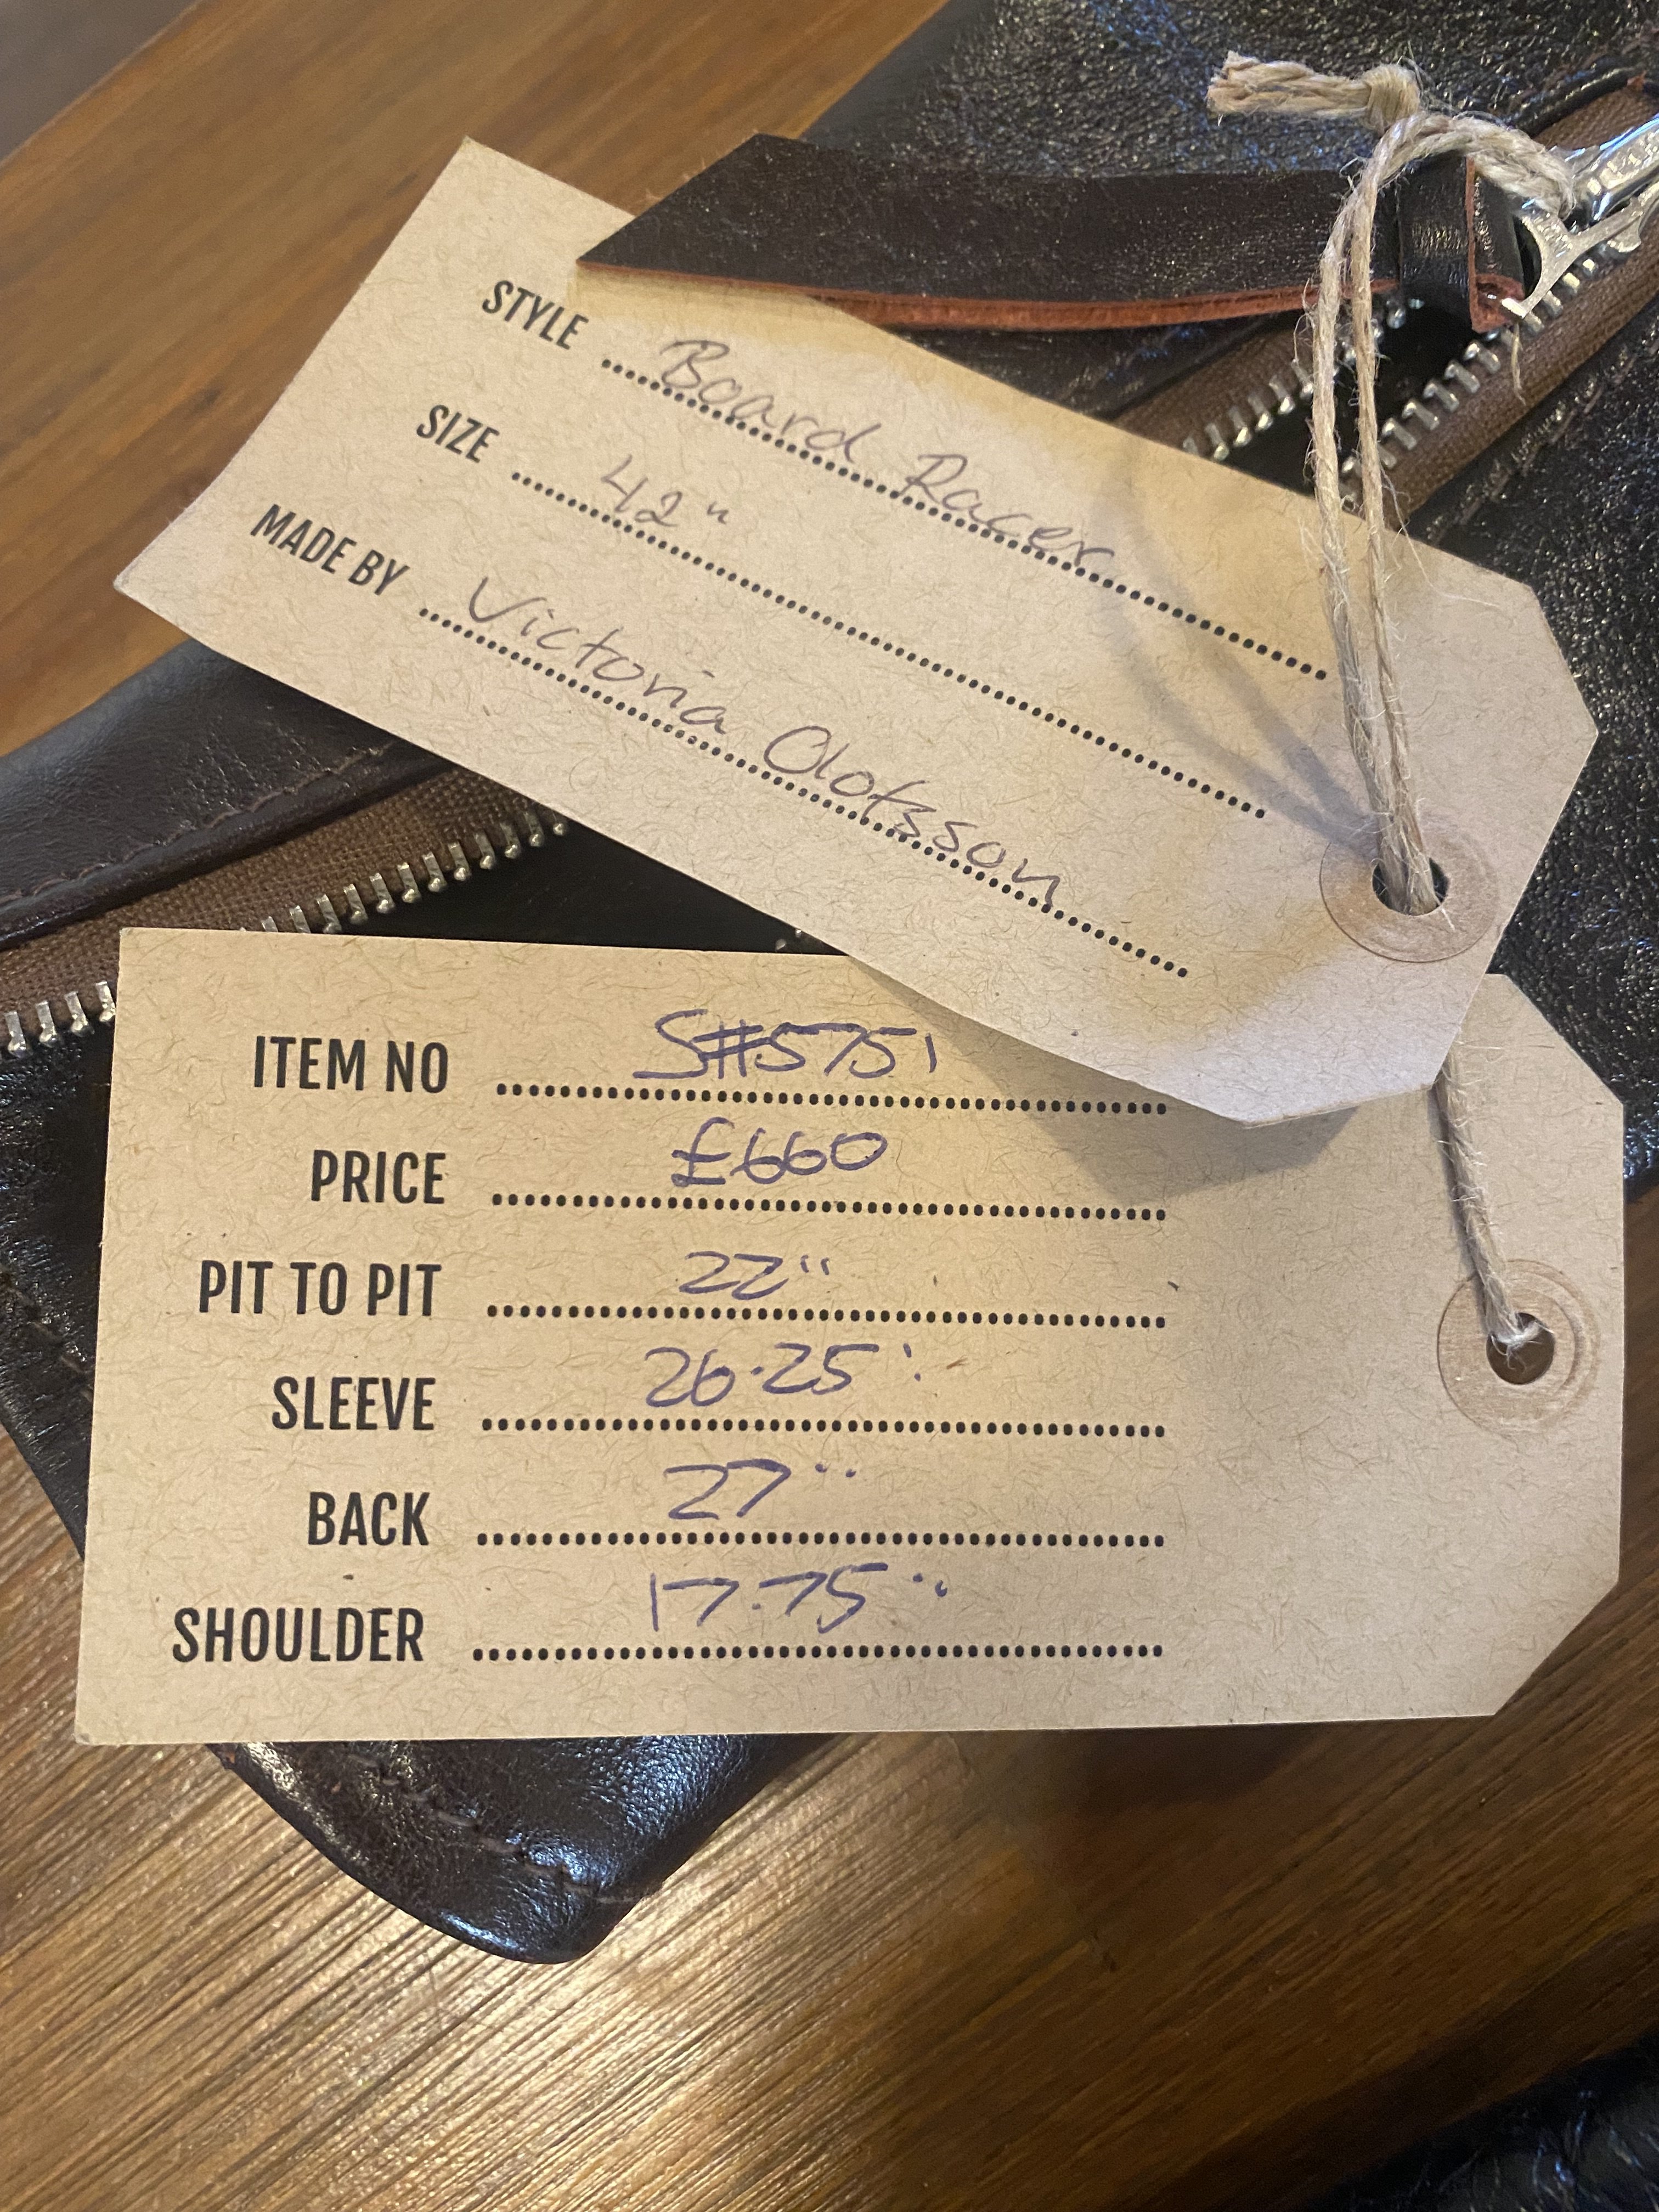 STYLE Board Racer
SIZE 42"
MADE BY Victoria Olofsson
ITEM NO SH5751
PRICE £660
PIT TO PIT 22"
SLEEVE 26.25"
BACK 27"
SHOULDER 17.75"